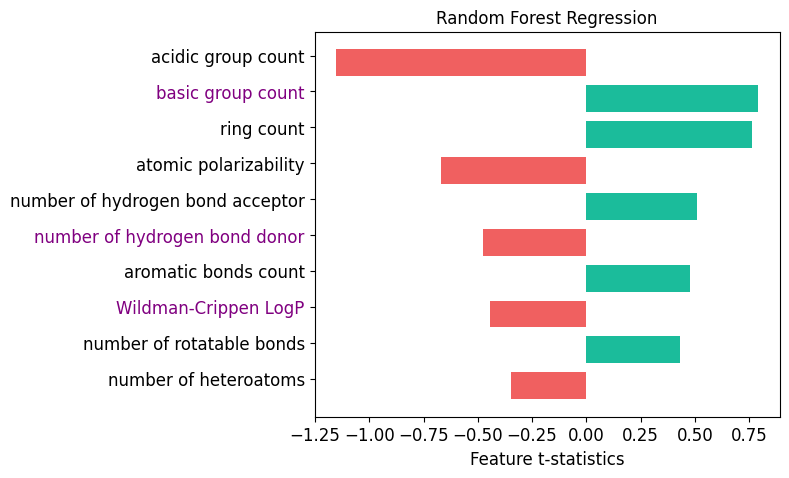 Random Forest Regression
acidic group count
basic group count
ring count
atomic polarizability
number of hydrogen bond acceptor
number of hydrogen bond donor
aromatic bonds count
Wildman-Crippen LogP
number of rotatable bonds
number of heteroatoms
−1.25 −1.00 −0.75 −0.50 −0.25 0.00 0.25 0.50 0.75
Feature t-statistics